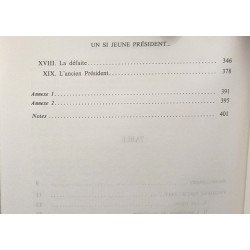 UN SI JEUNE PRÉSIDENT...
XVIII. La défaite 346
XIX. L'ancien Président 378
Annexe 1 391
Annexe 2 395
Notes 401